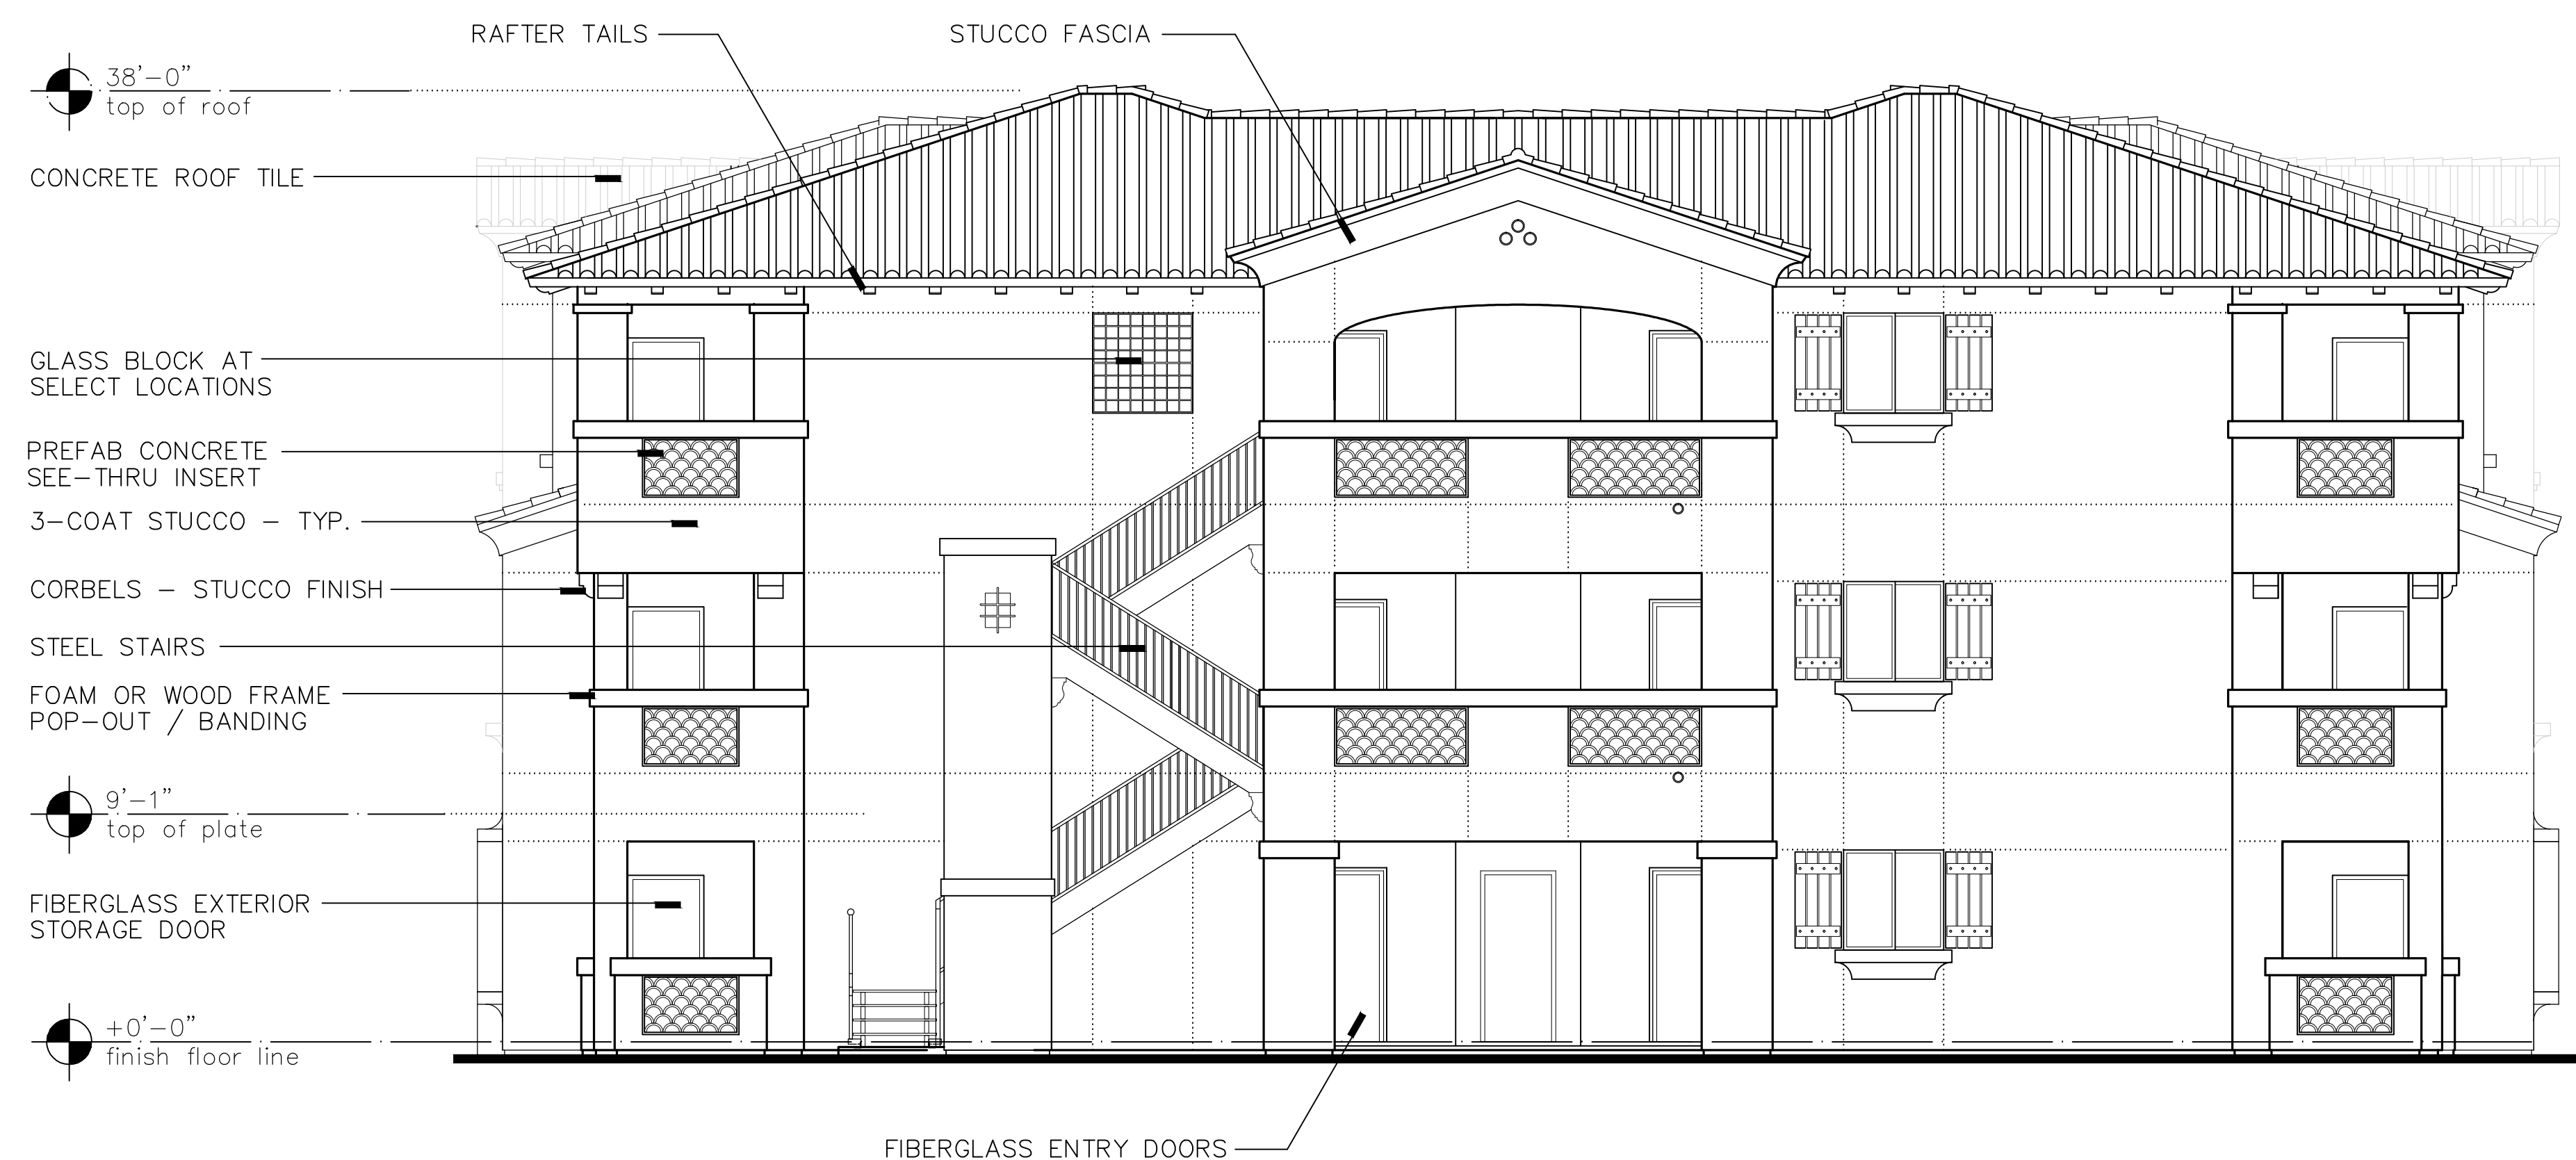 RAFTER TAILS
STUCCO FASCIA
38'-0"
top of roof
CONCRETE ROOF TILE
GLASS BLOCK AT
SELECT LOCATIONS
PREFAB CONCRETE
SEE-THRU INSERT
3-COAT STUCCO - TYP.
CORBELS - STUCCO FINISH
STEEL STAIRS
FOAM OR WOOD FRAME
POP-OUT / BANDING
9'-1"
top of plate
FIBERGLASS EXTERIOR
STORAGE DOOR
+0'-0"
finish floor line
FIBERGLASS ENTRY DOORS